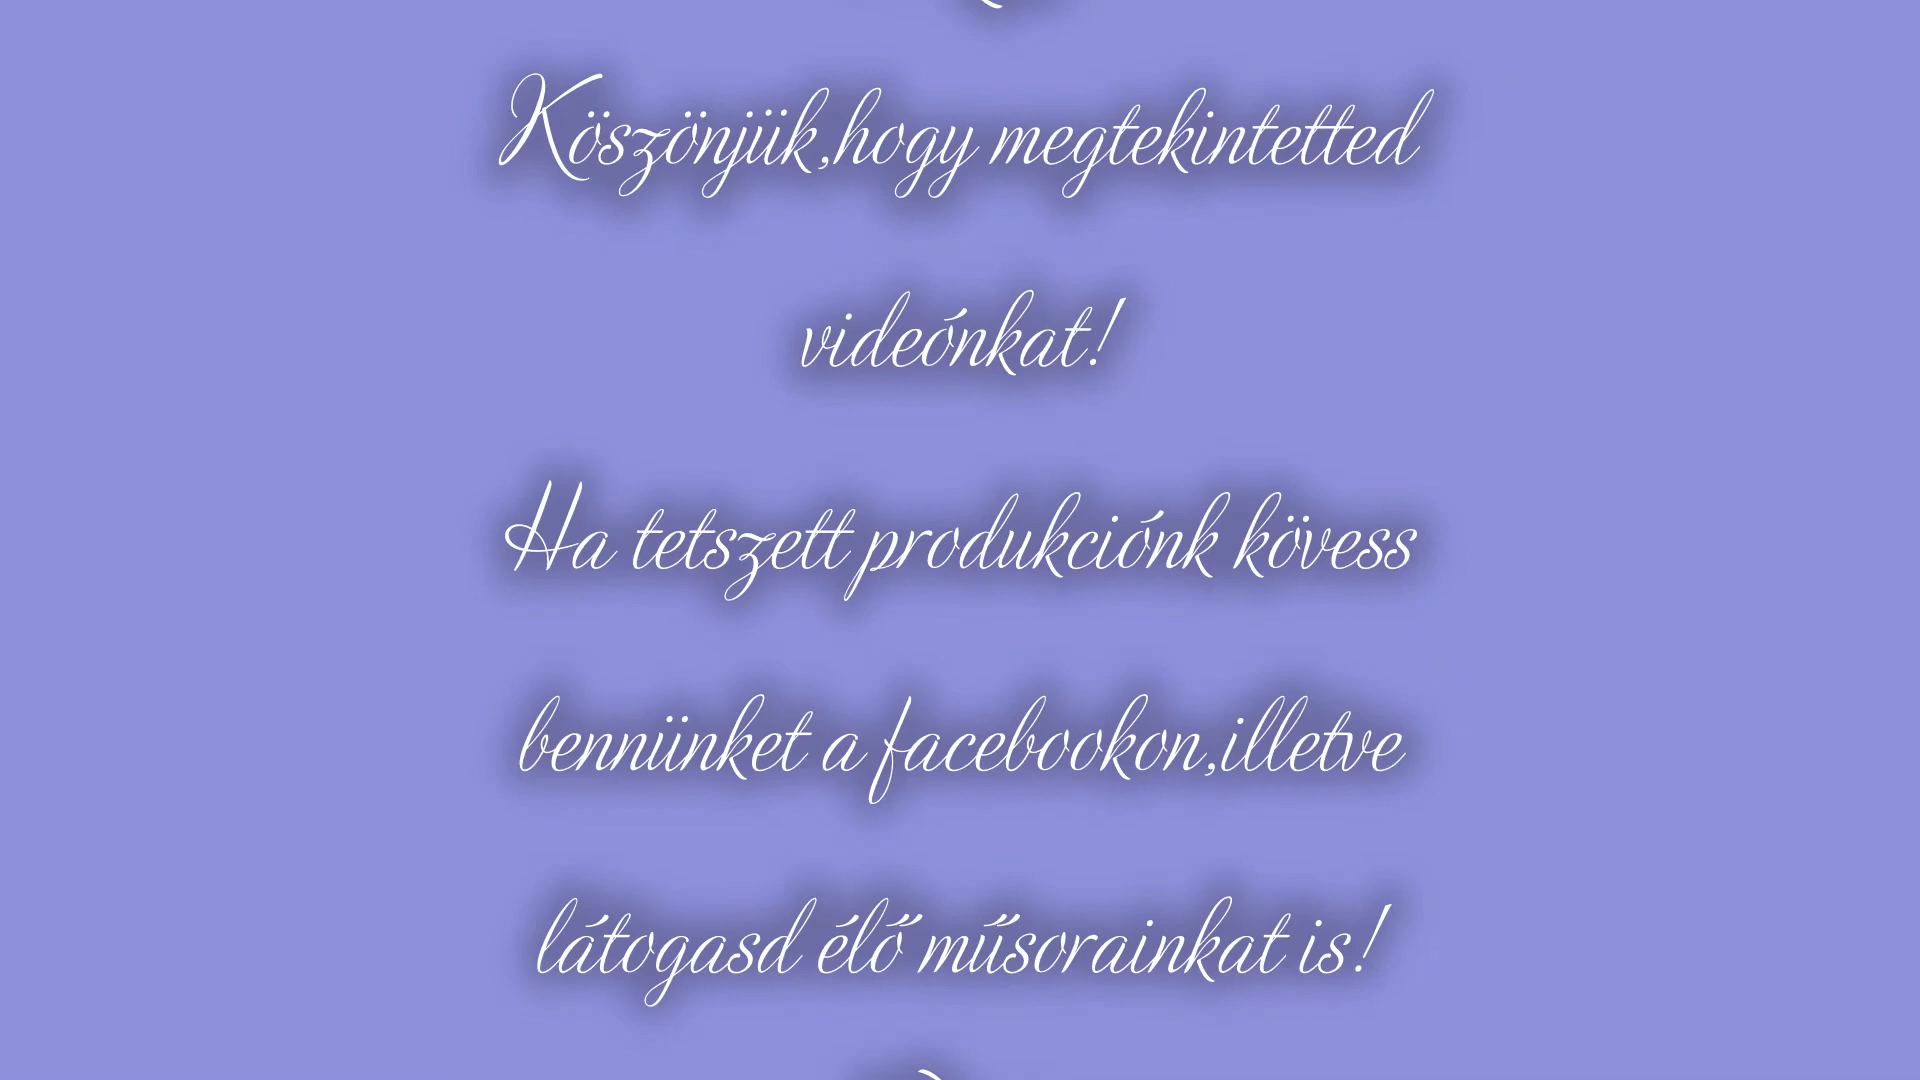 Köszönjük,hogy megtekintetted
videónkat!
Ha tetszett produkciónk kövess
bennünket a facebookon,illetve
látogasd élő műsorainkat is!